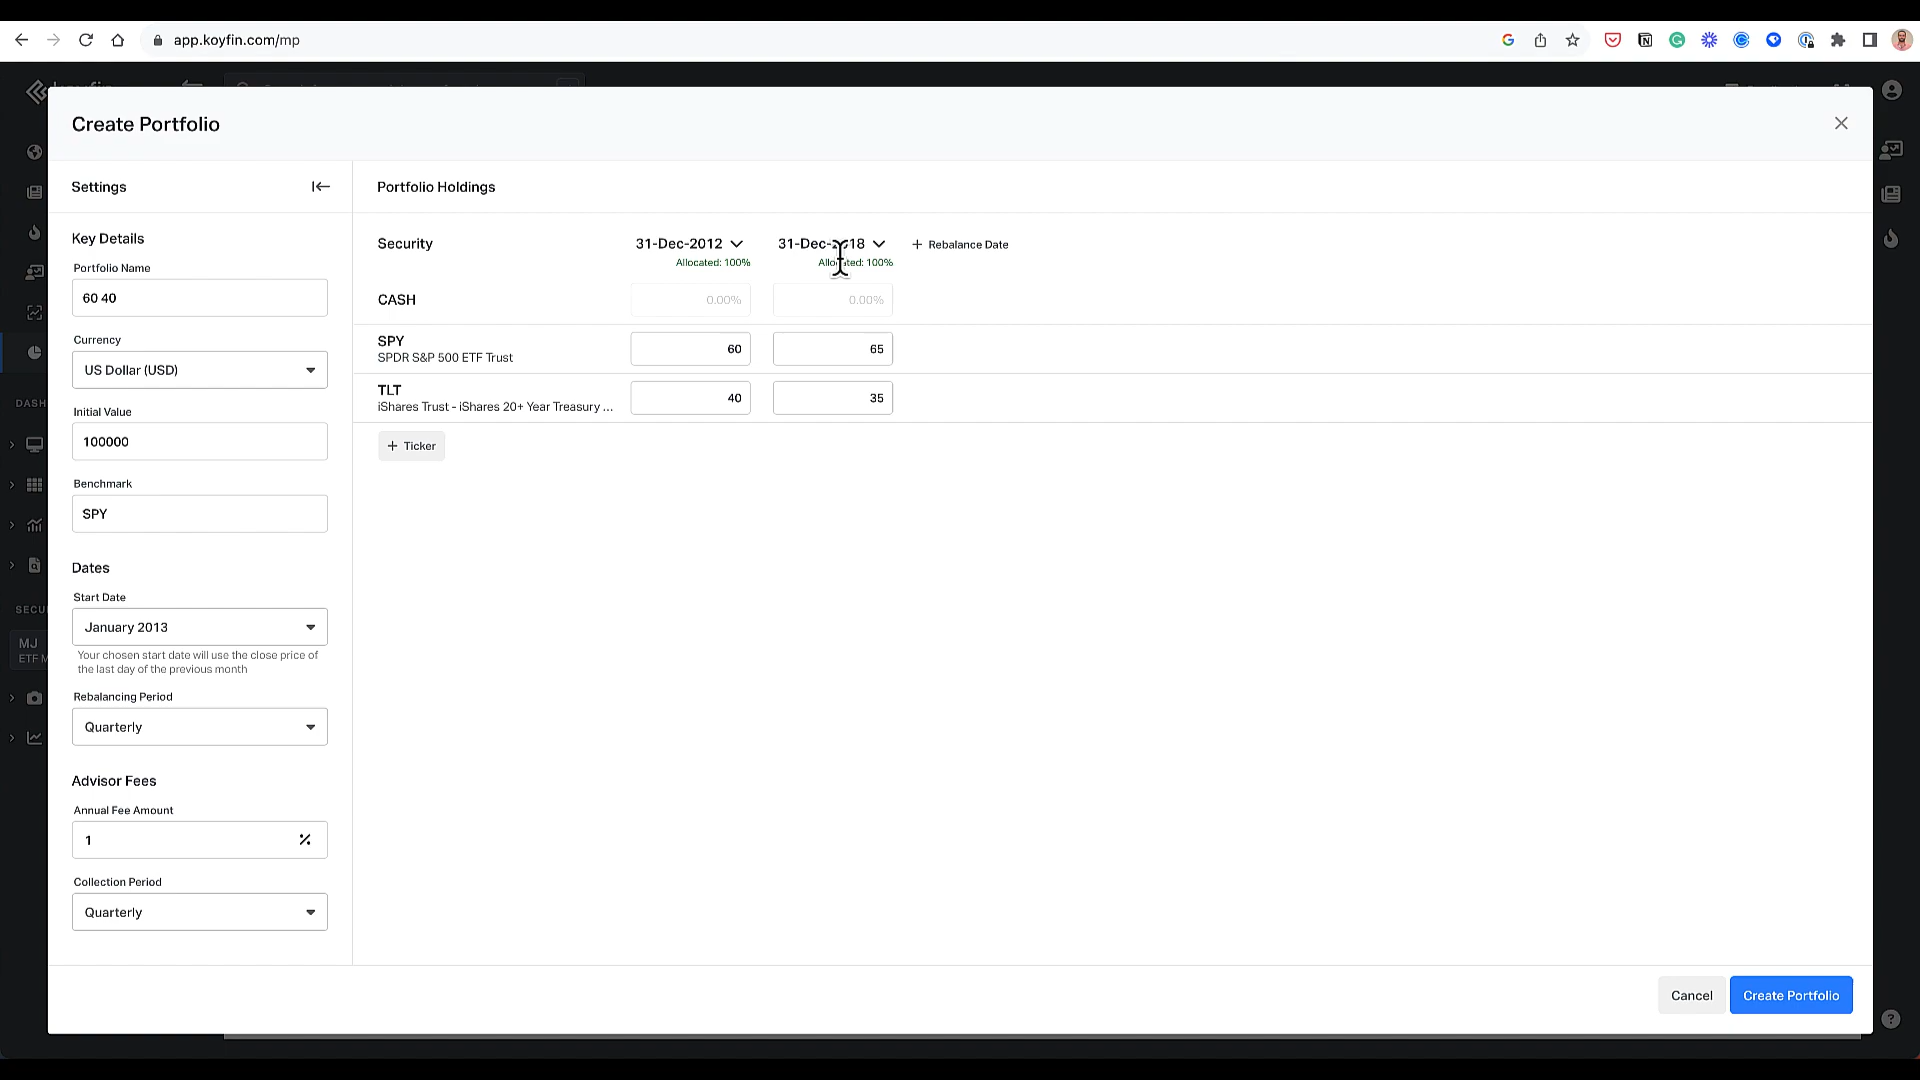 app.koyfin.com/mp
Create Portfolio
Settings
Portfolio Holdings
Key Details
Portfolio Name
60 40
Currency
US Dollar (USD)
Initial Value
100000
Benchmark
SPY
Dates
Start Date
January 2013
Your chosen start date will use the close price of
the last day of the previous month
Rebalancing Period
Quarterly
Advisor Fees
Annual Fee Amount
1 %
Collection Period
Quarterly
Security 31-Dec-2012 31-Dec-2018 + Rebalance Date
Allocated: 100% Allocated: 100%
CASH 0.00% 0.00%
SPY 60 65
SPDR S&P 500 ETF Trust
TLT 40 35
iShares Trust - iShares 20+ Year Treasury ...
+ Ticker
DASH
SECU
MJ
ETF M
Cancel
Create Portfolio
?